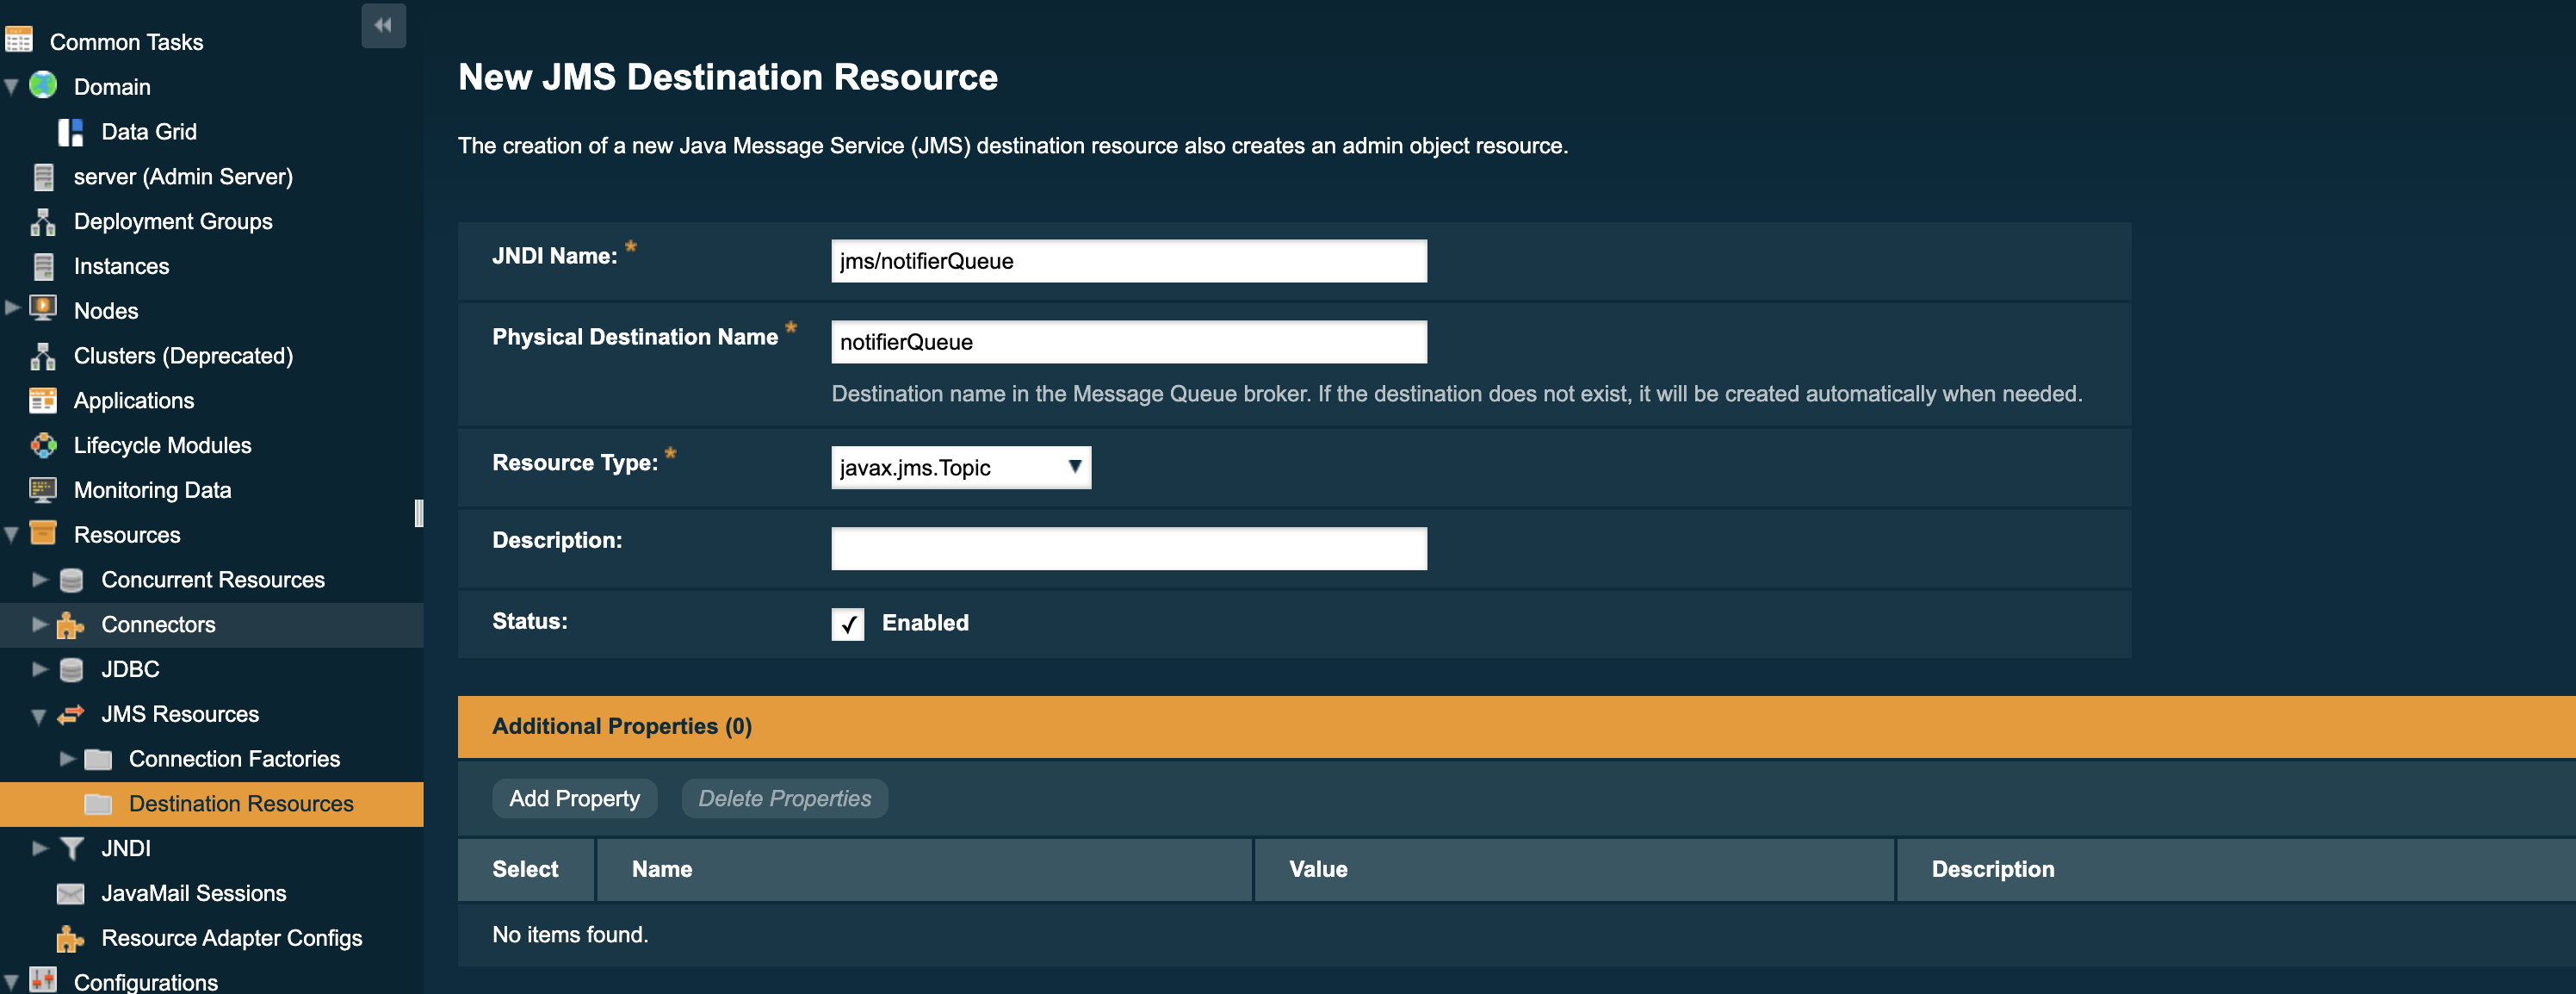 Common Tasks
Domain
Data Grid
server (Admin Server)
Deployment Groups
Instances
Nodes
Clusters (Deprecated)
Applications
Lifecycle Modules
Monitoring Data
Resources
Concurrent Resources
Connectors
JDBC
JMS Resources
Connection Factories
Destination Resources
JNDI
JavaMail Sessions
Resource Adapter Configs
Configurations
New JMS Destination Resource
The creation of a new Java Message Service (JMS) destination resource also creates an admin object resource.
JNDI Name: * jms/notifierQueue
Physical Destination Name * notifierQueue
Destination name in the Message Queue broker. If the destination does not exist, it will be created automatically when needed.
Resource Type: * javax.jms.Topic
Description:
Status: Enabled
Additional Properties (0)
Add Property Delete Properties
Select Name Value Description
No items found.